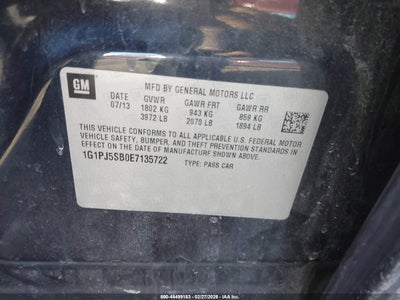 GM
MFD BY GENERAL MOTORS LLC
DATE GVWR GAWR FRT GAWR RR
07/13 1802 KG 943 KG 859 KG
3972 LB 2079 LB 1894 LB
THIS VEHICLE CONFORMS TO ALL APPLICABLE U.S. FEDERAL MOTOR
VEHICLE SAFETY, BUMPER, AND THEFT PREVENTION STANDARDS
IN EFFECT ON THE DATE OF MANUFACTURE SHOWN ABOVE.
1G1PJ5SB0E7135722 TYPE: PASS CAR
000-44499163 - 02/27/2026 - IAA Inc.